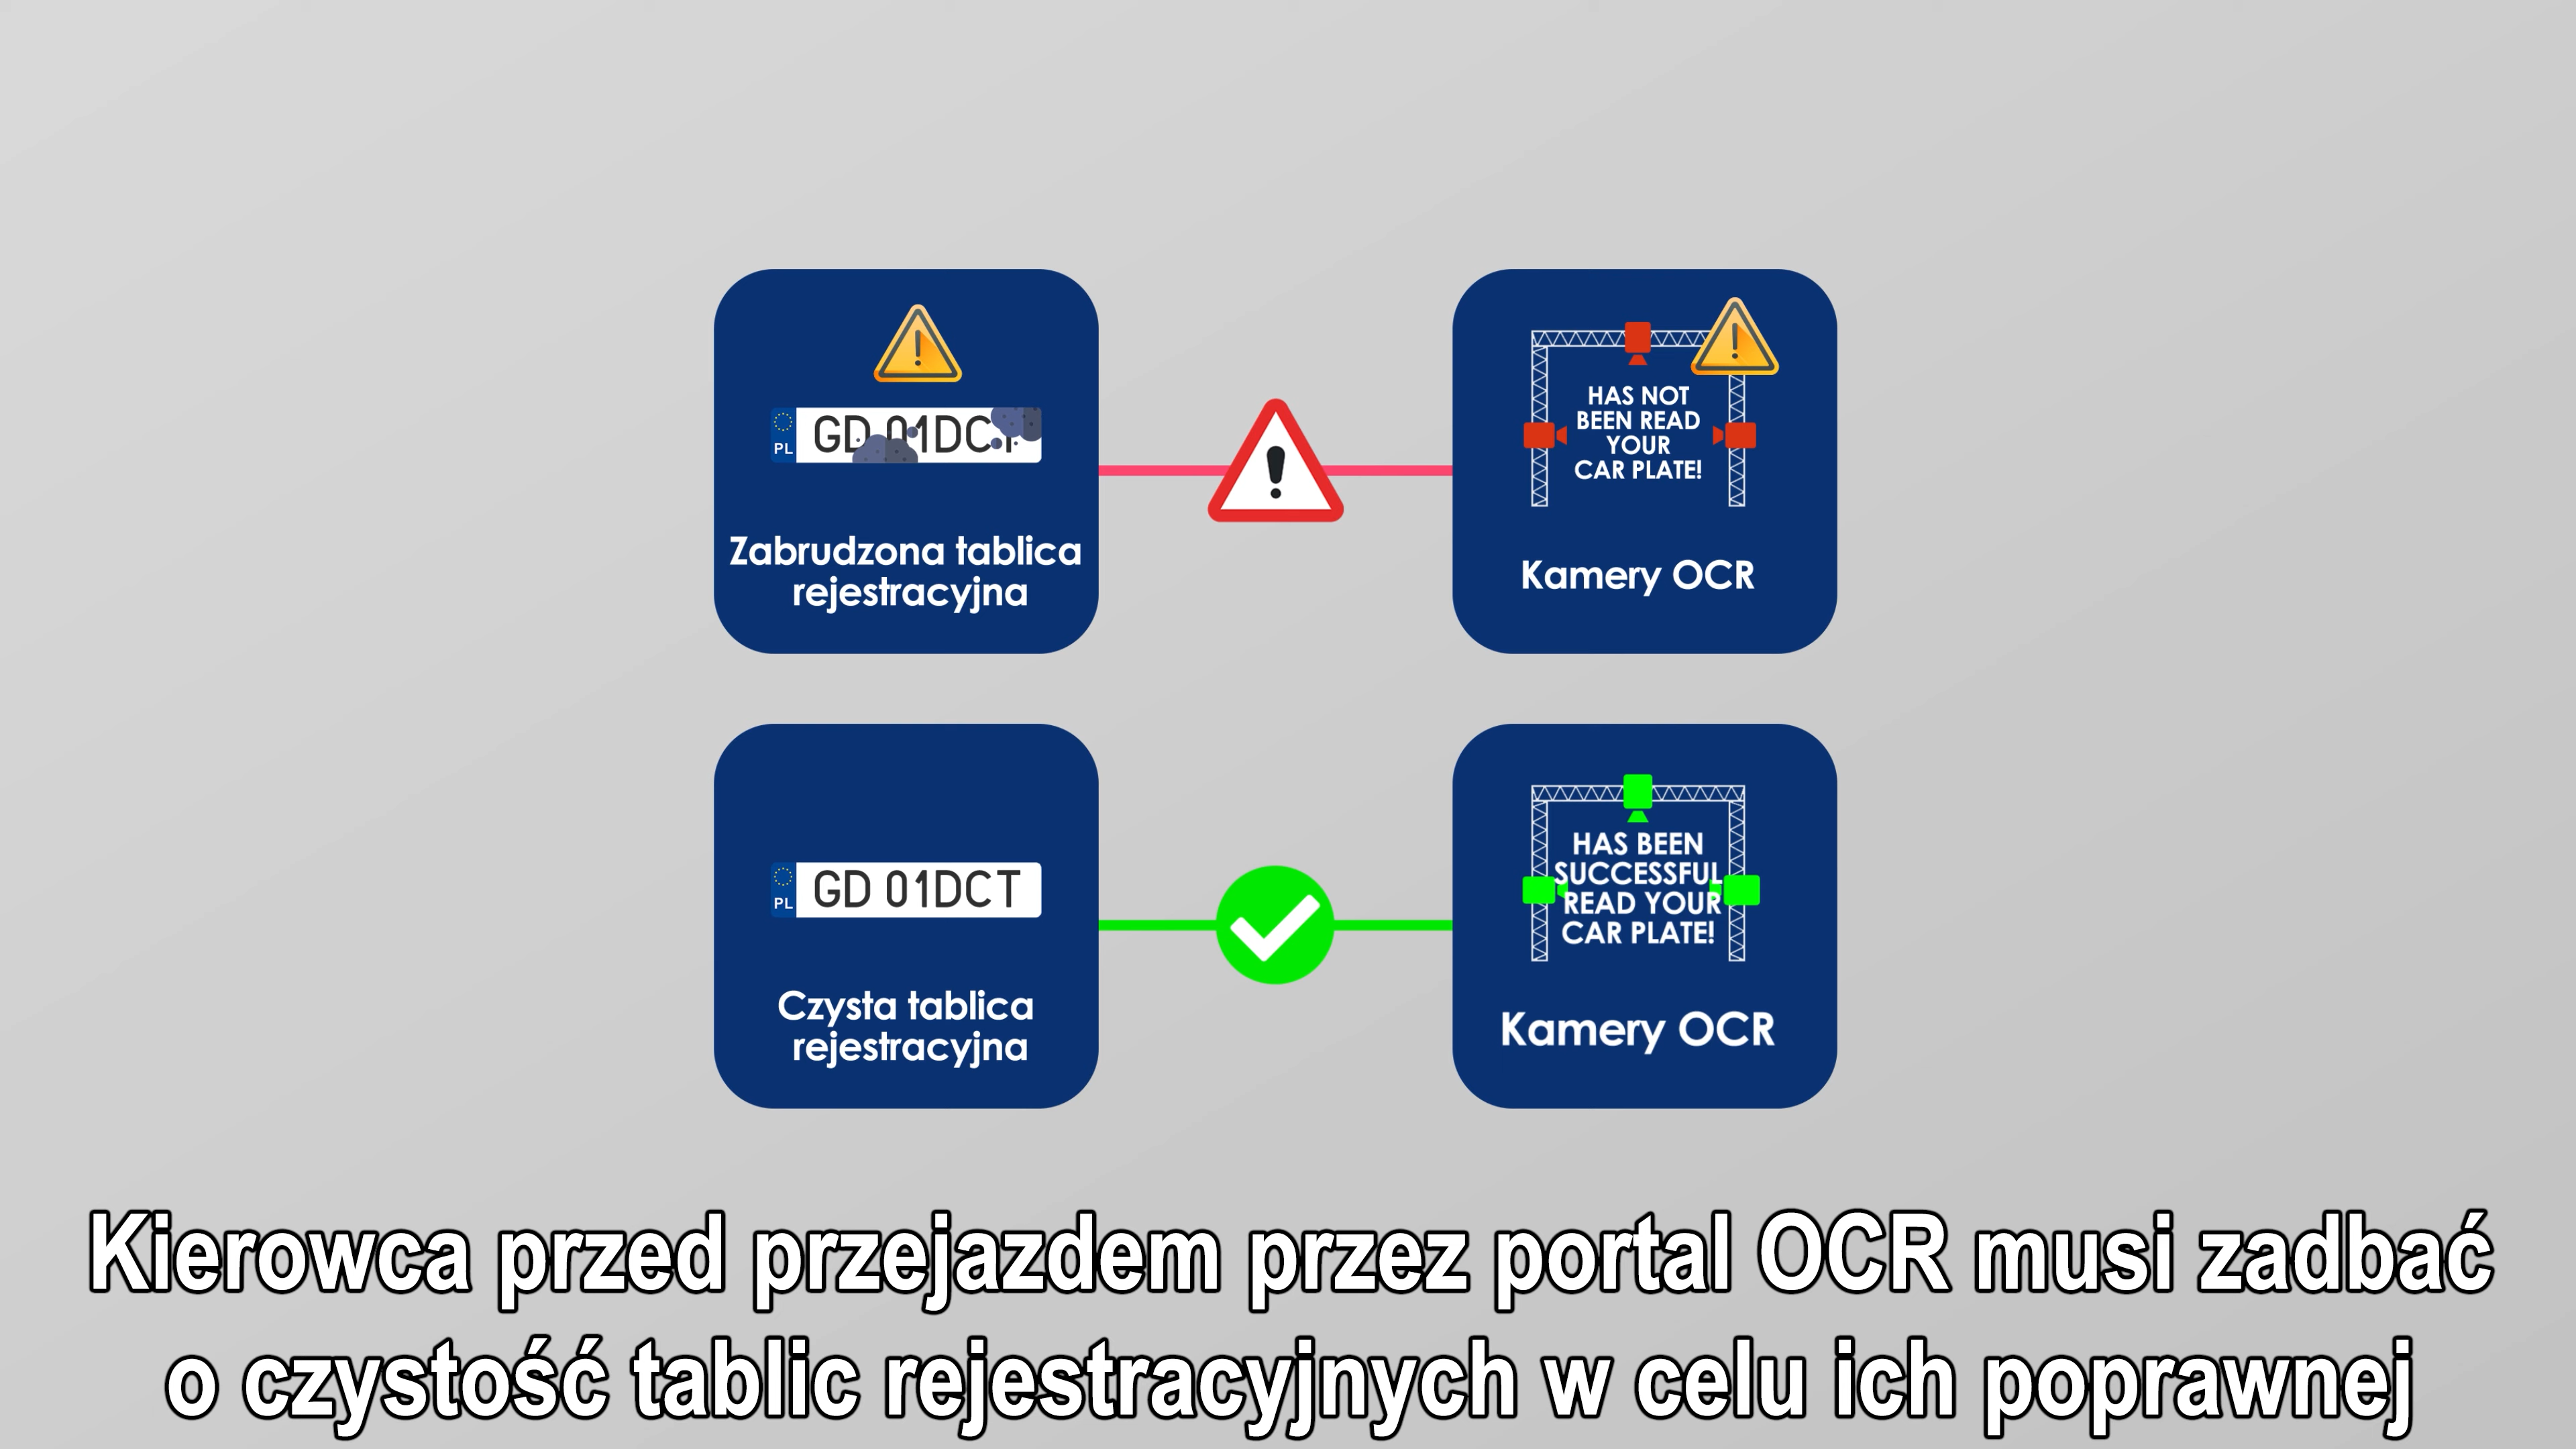 PL
GD 01DCT
Zabrudzona tablica
rejestracyjna
HAS NOT
BEEN READ
YOUR
CAR PLATE!
Kamery OCR
PL
GD 01DCT
Czysta tablica
rejestracyjna
HAS BEEN
SUCCESSFUL
READ YOUR
CAR PLATE!
Kamery OCR
Kierowca przed przejazdem przez portal OCR musi zadbać
o czystość tablic rejestracyjnych w celu ich poprawnej